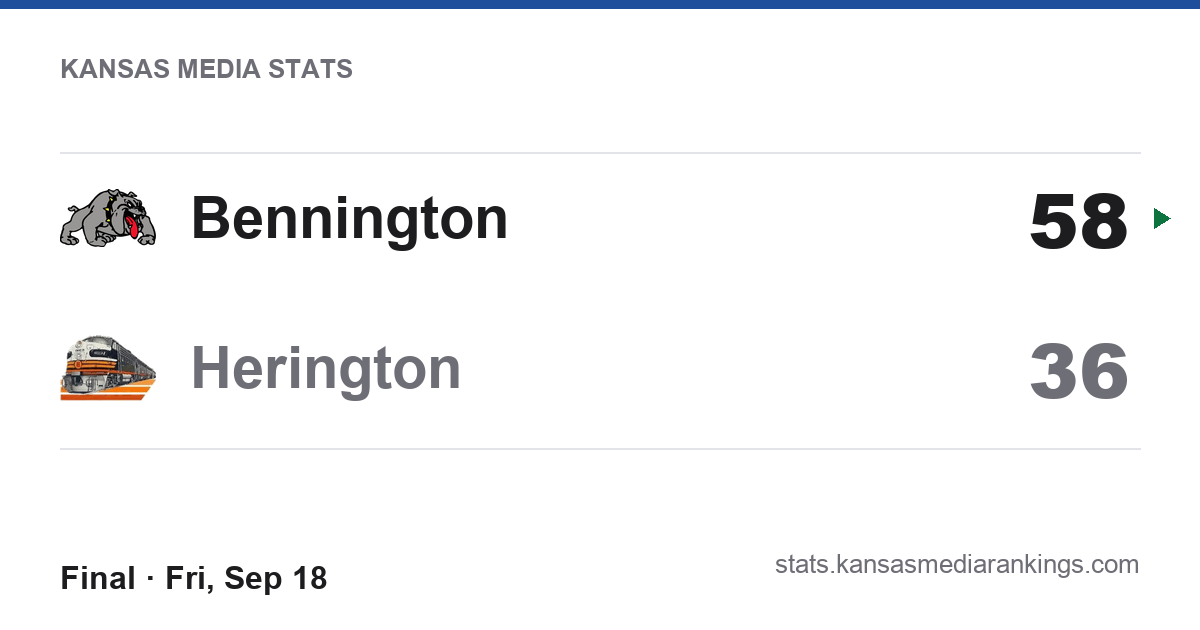 KANSAS MEDIA STATS
Bennington 58
Herington 36
Final · Fri, Sep 18
stats.kansasmediarankings.com